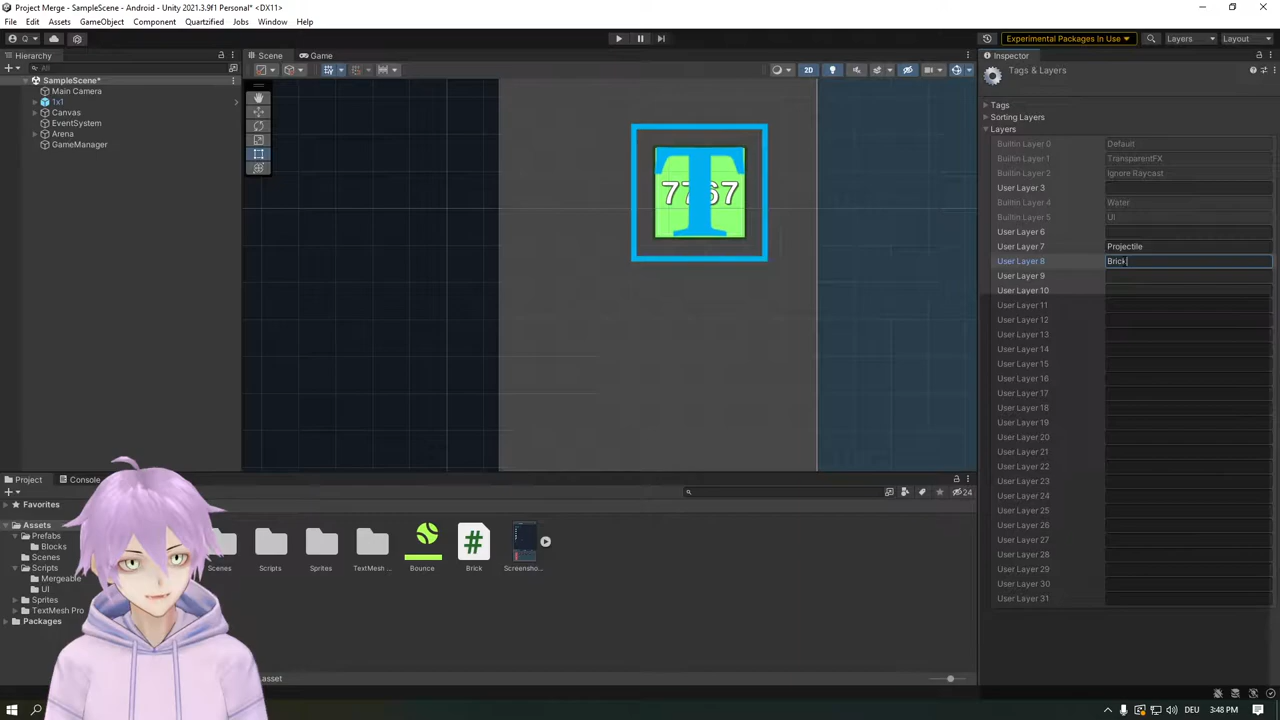 Project Merge - SampleScene - Android - Unity 2021.3.9f1 Personal* <DX11>
File Edit Assets GameObject Component Quartzified Jobs Window Help
Q
Experimental Packages In Use
Layers
Layout
Hierarchy
Scene
Game
Inspector
All
2D
Tags & Layers
SampleScene*
Main Camera
1x1
Canvas
EventSystem
Arena
GameManager
7767
T
Tags
Sorting Layers
Layers
Builtin Layer 0 Default
Builtin Layer 1 TransparentFX
Builtin Layer 2 Ignore Raycast
User Layer 3
Builtin Layer 4 Water
Builtin Layer 5 UI
User Layer 6
User Layer 7 Projectile
User Layer 8 Brick
User Layer 9
User Layer 10
User Layer 11
User Layer 12
User Layer 13
User Layer 14
User Layer 15
User Layer 16
User Layer 17
User Layer 18
User Layer 19
User Layer 20
User Layer 21
User Layer 22
User Layer 23
User Layer 24
User Layer 25
User Layer 26
User Layer 27
User Layer 28
User Layer 29
User Layer 30
User Layer 31
Project
Console
24
Favorites
Assets
Prefabs
Blocks
Scenes
Scripts
Mergeable
UI
Sprites
TextMesh Pro
Packages
Scenes
Scripts
Sprites
TextMesh ...
Bounce
#
Brick
Screensho...
.asset
3:48 PM